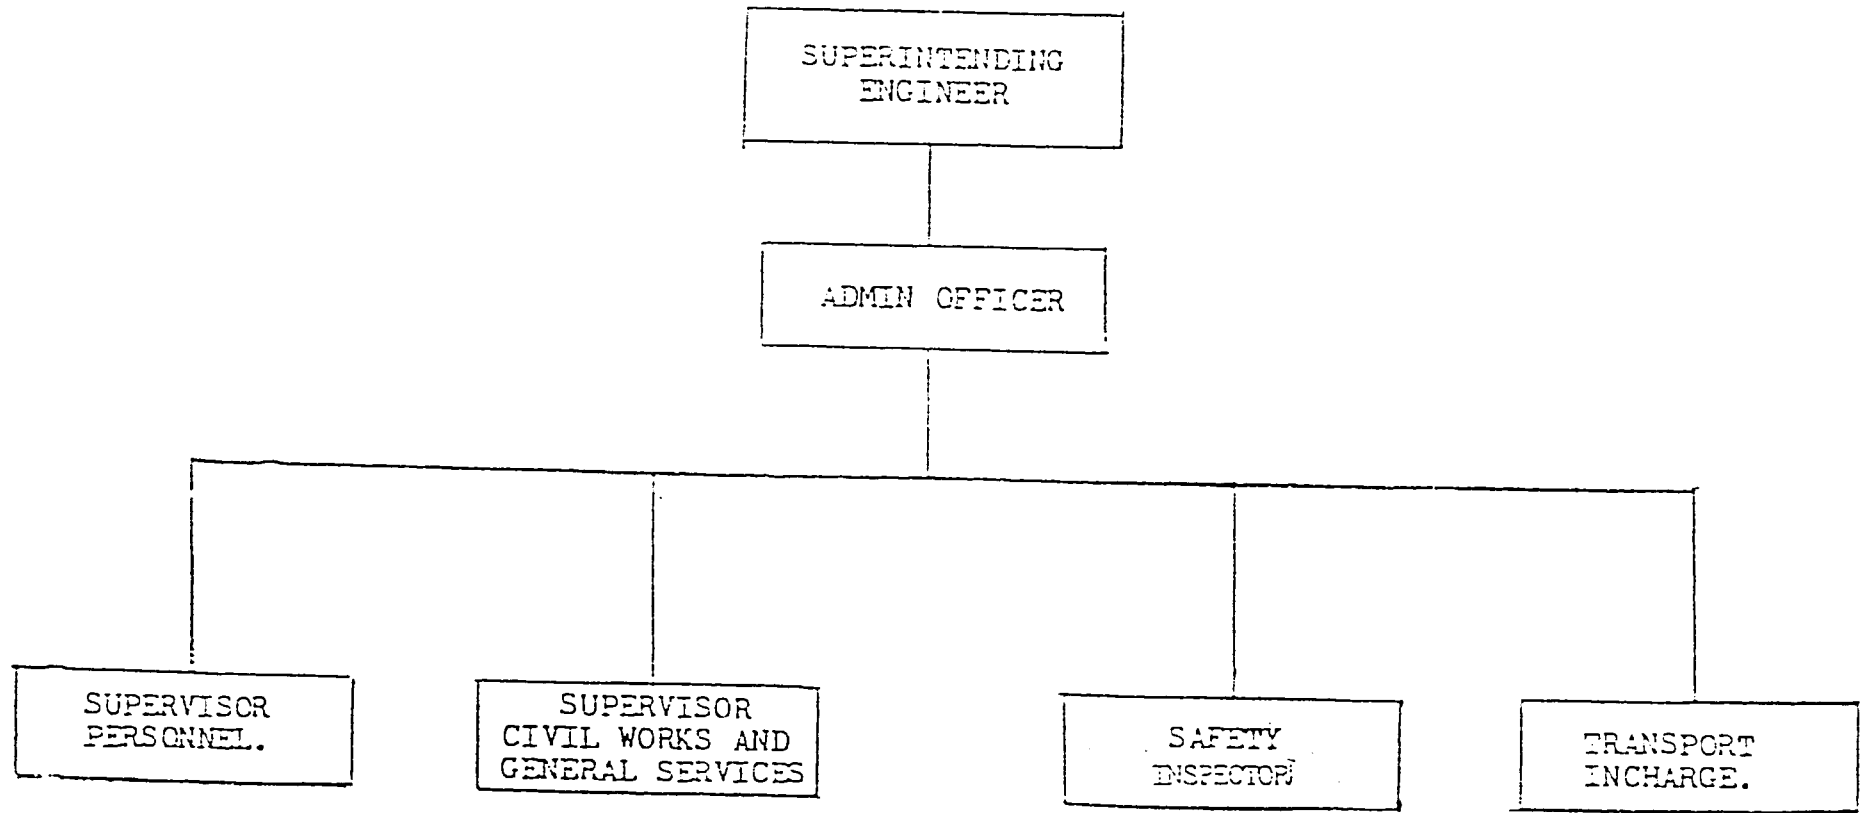 SUPERINTENDING
ENGINEER
ADMIN OFFICER
SUPERVISOR
PERSONNEL.
SUPERVISOR
CIVIL WORKS AND
GENERAL SERVICES
SAFETY
INSPECTOR
TRANSPORT
INCHARGE.